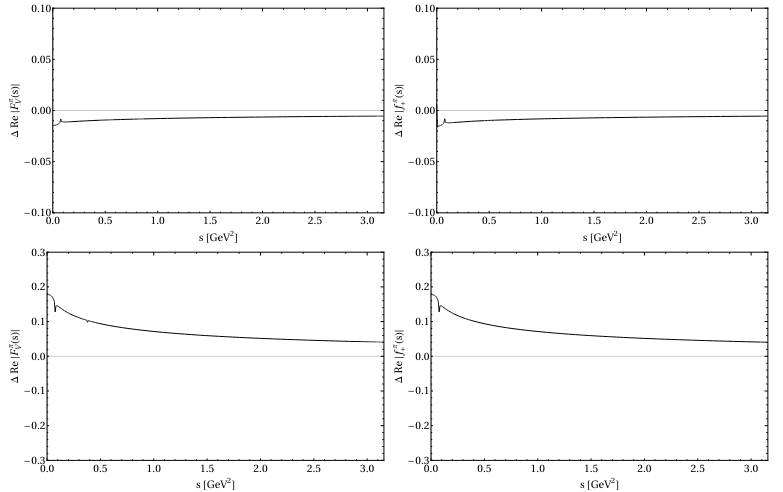 0.10 0.10
0.05 0.05
0.00 0.00
−0.05 −0.05
−0.10 −0.10
0.0 0.5 1.0 1.5 2.0 2.5 3.0 0.0 0.5 1.0 1.5 2.0 2.5 3.0
s [GeV²] s [GeV²]
Δ Re |F_V^π(s)| Δ Re |f_+^π(s)|
0.3 0.3
0.2 0.2
0.1 0.1
0.0 0.0
−0.1 −0.1
−0.2 −0.2
−0.3 −0.3
0.0 0.5 1.0 1.5 2.0 2.5 3.0 0.0 0.5 1.0 1.5 2.0 2.5 3.0
s [GeV²] s [GeV²]
Δ Re |F_V^π(s)| Δ Re |f_+^π(s)|